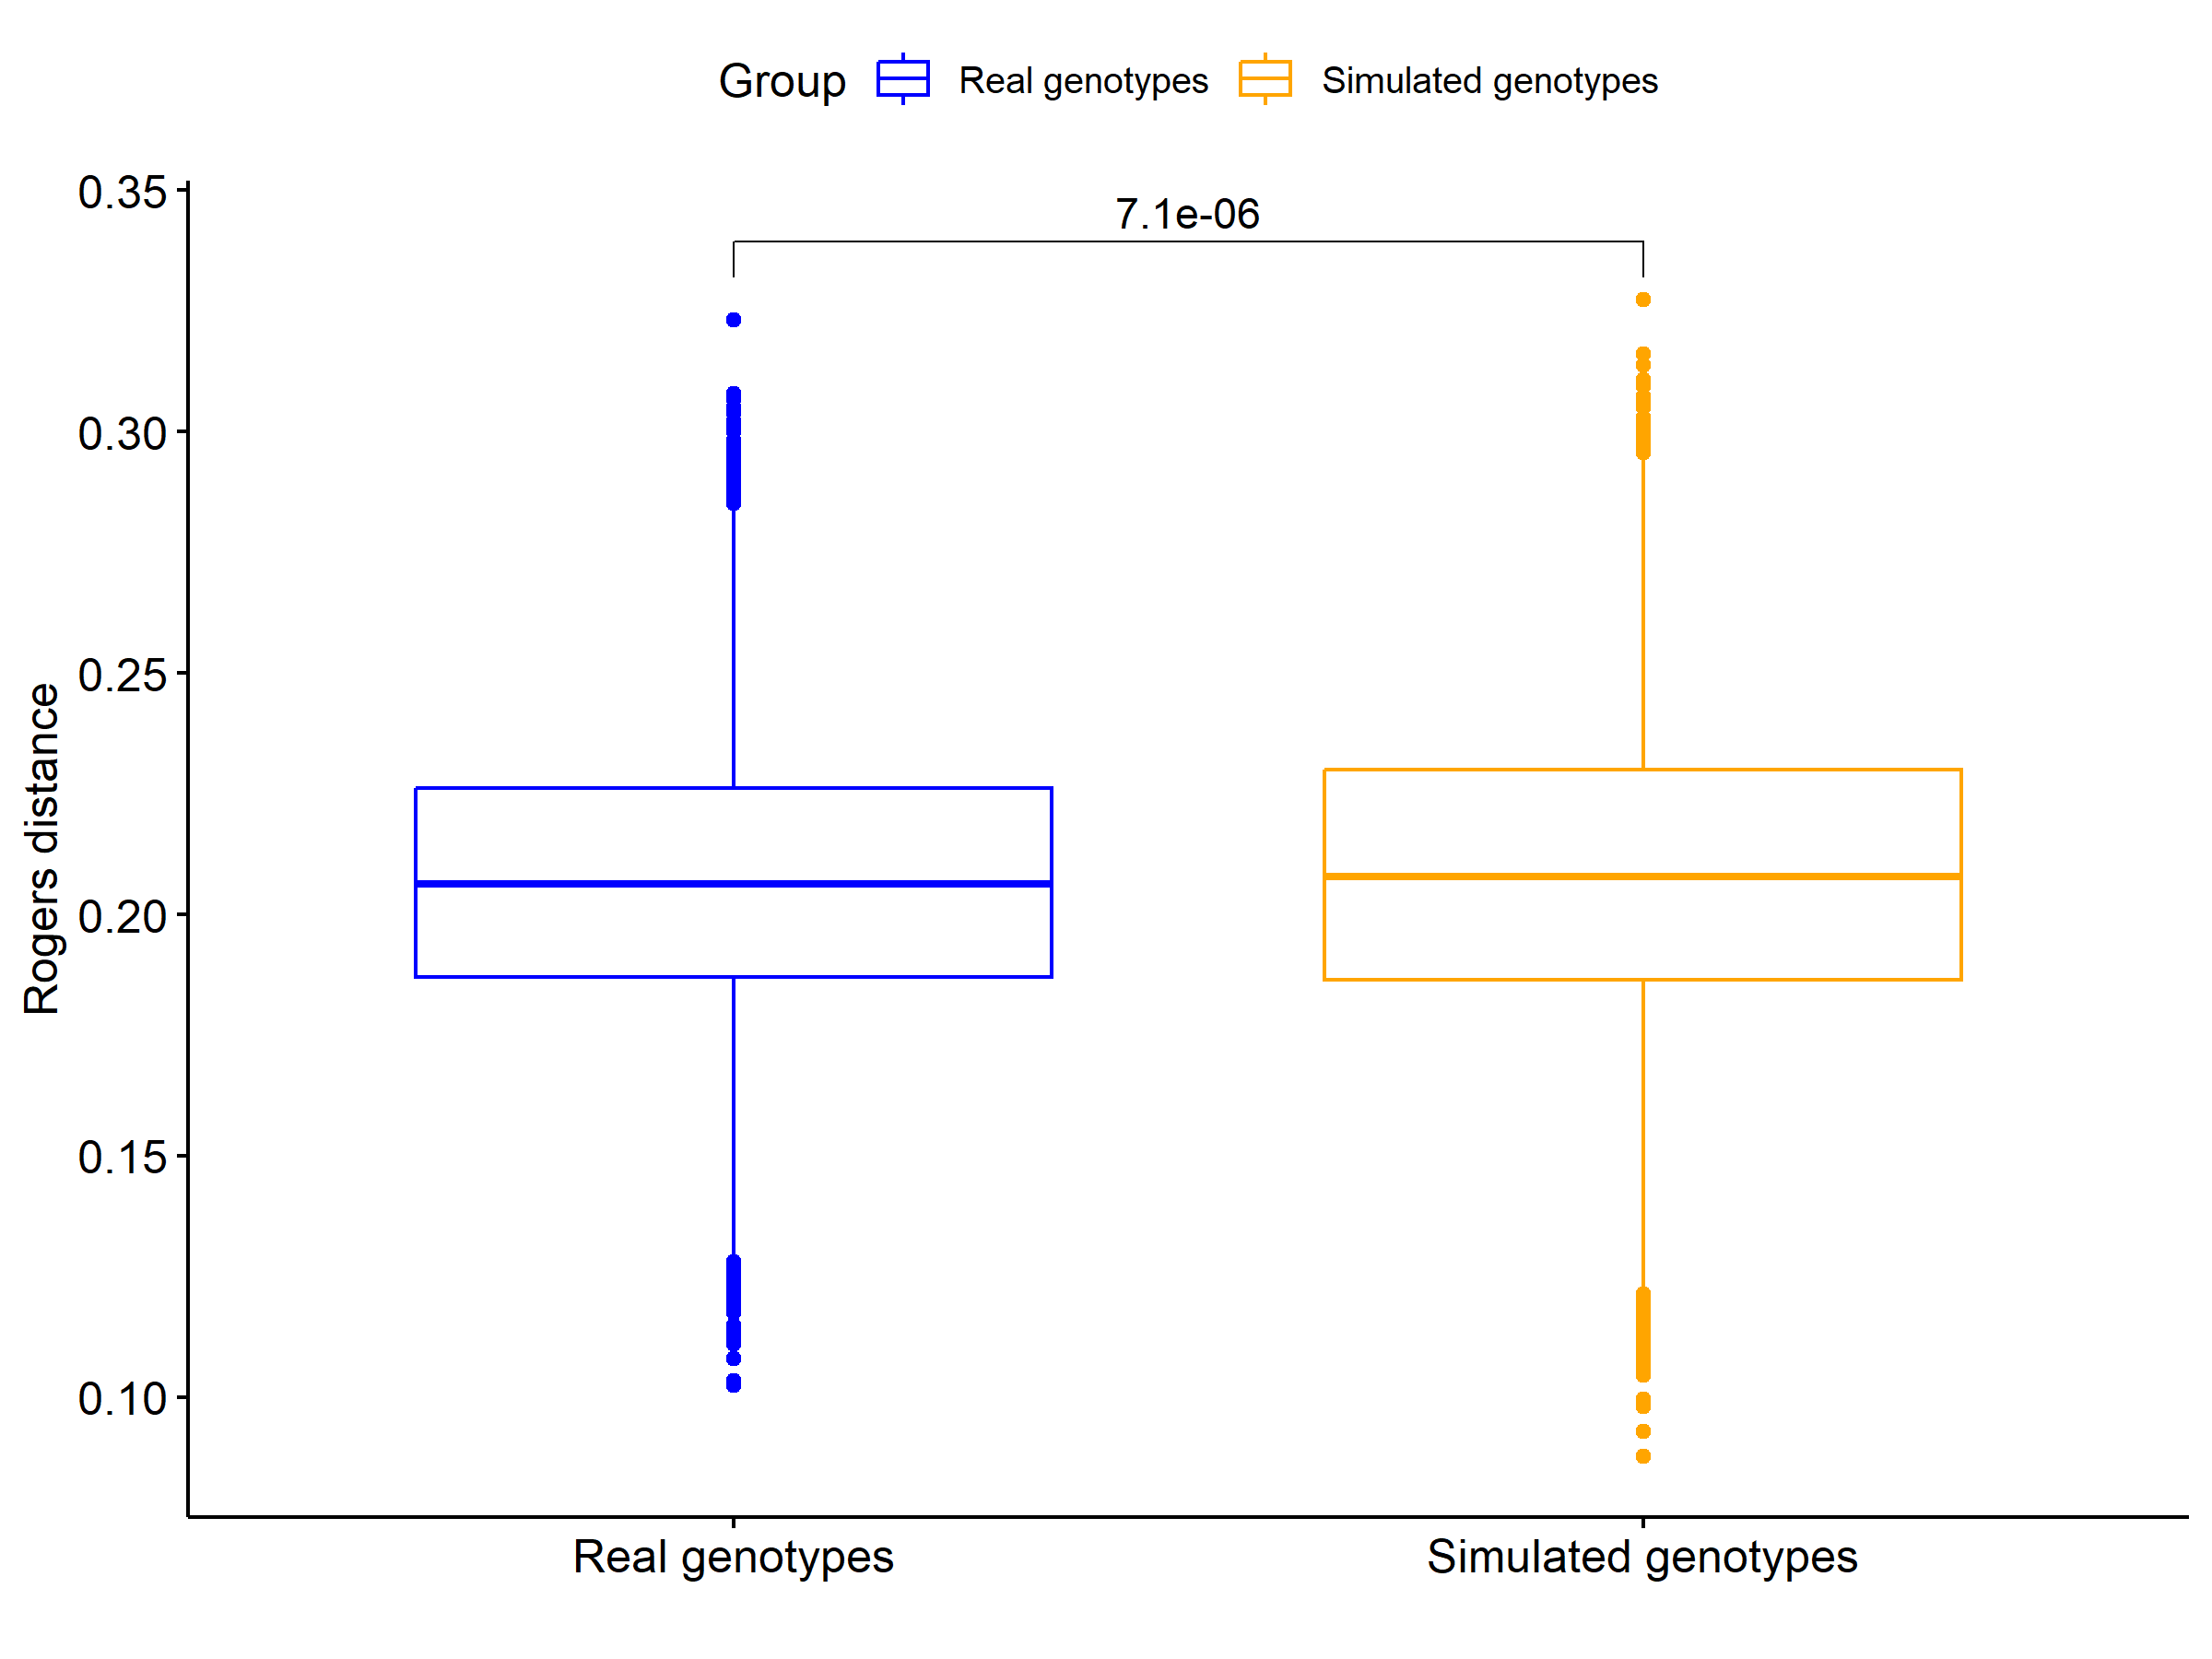 Group Real genotypes Simulated genotypes
0.35
7.1e-06
0.30
0.25
Rogers distance
0.20
0.15
0.10
Real genotypes Simulated genotypes